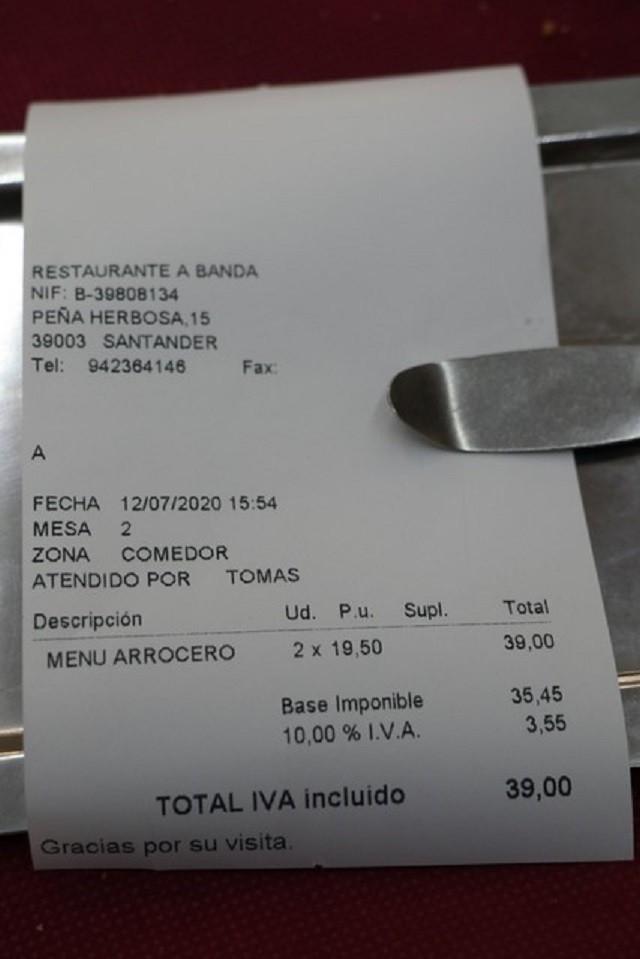 RESTAURANTE A BANDA
NIF: B-39808134
PEÑA HERBOSA,15
39003 SANTANDER
Tel: 942364146 Fax:
A
FECHA 12/07/2020 15:54
MESA 2
ZONA COMEDOR
ATENDIDO POR TOMAS
Descripción Ud. P.u. Supl. Total
MENU ARROCERO 2 x 19,50 39,00
Base Imponible 35,45
10,00 % I.V.A. 3,55
TOTAL IVA incluido 39,00
Gracias por su visita.